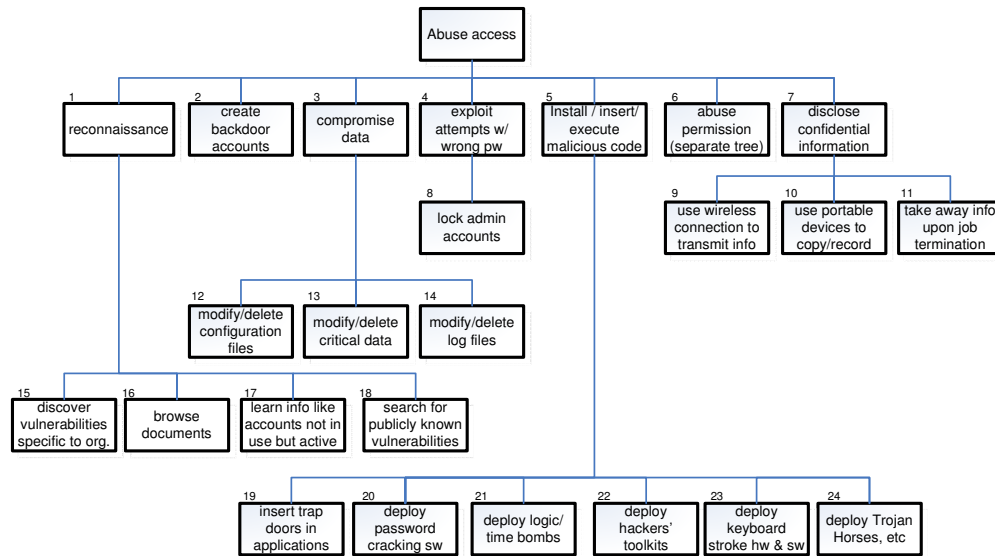 Abuse access
1
reconnaissance
2
create
backdoor
accounts
3
compromise
data
4
exploit
attempts w/
wrong pw
5
Install / insert/
execute
malicious code
6
abuse
permission
(separate tree)
7
disclose
confidential
information
8
lock admin
accounts
9
use wireless
connection to
transmit info
10
use portable
devices to
copy/record
11
take away info
upon job
termination
12
modify/delete
configuration
files
13
modify/delete
critical data
14
modify/delete
log files
15
discover
vulnerabilities
specific to org.
16
browse
documents
17
learn info like
accounts not in
use but active
18
search for
publicly known
vulnerabilities
19
insert trap
doors in
applications
20
deploy
password
cracking sw
21
deploy logic/
time bombs
22
deploy
hackers'
toolkits
23
deploy
keyboard
stroke hw & sw
24
deploy Trojan
Horses, etc